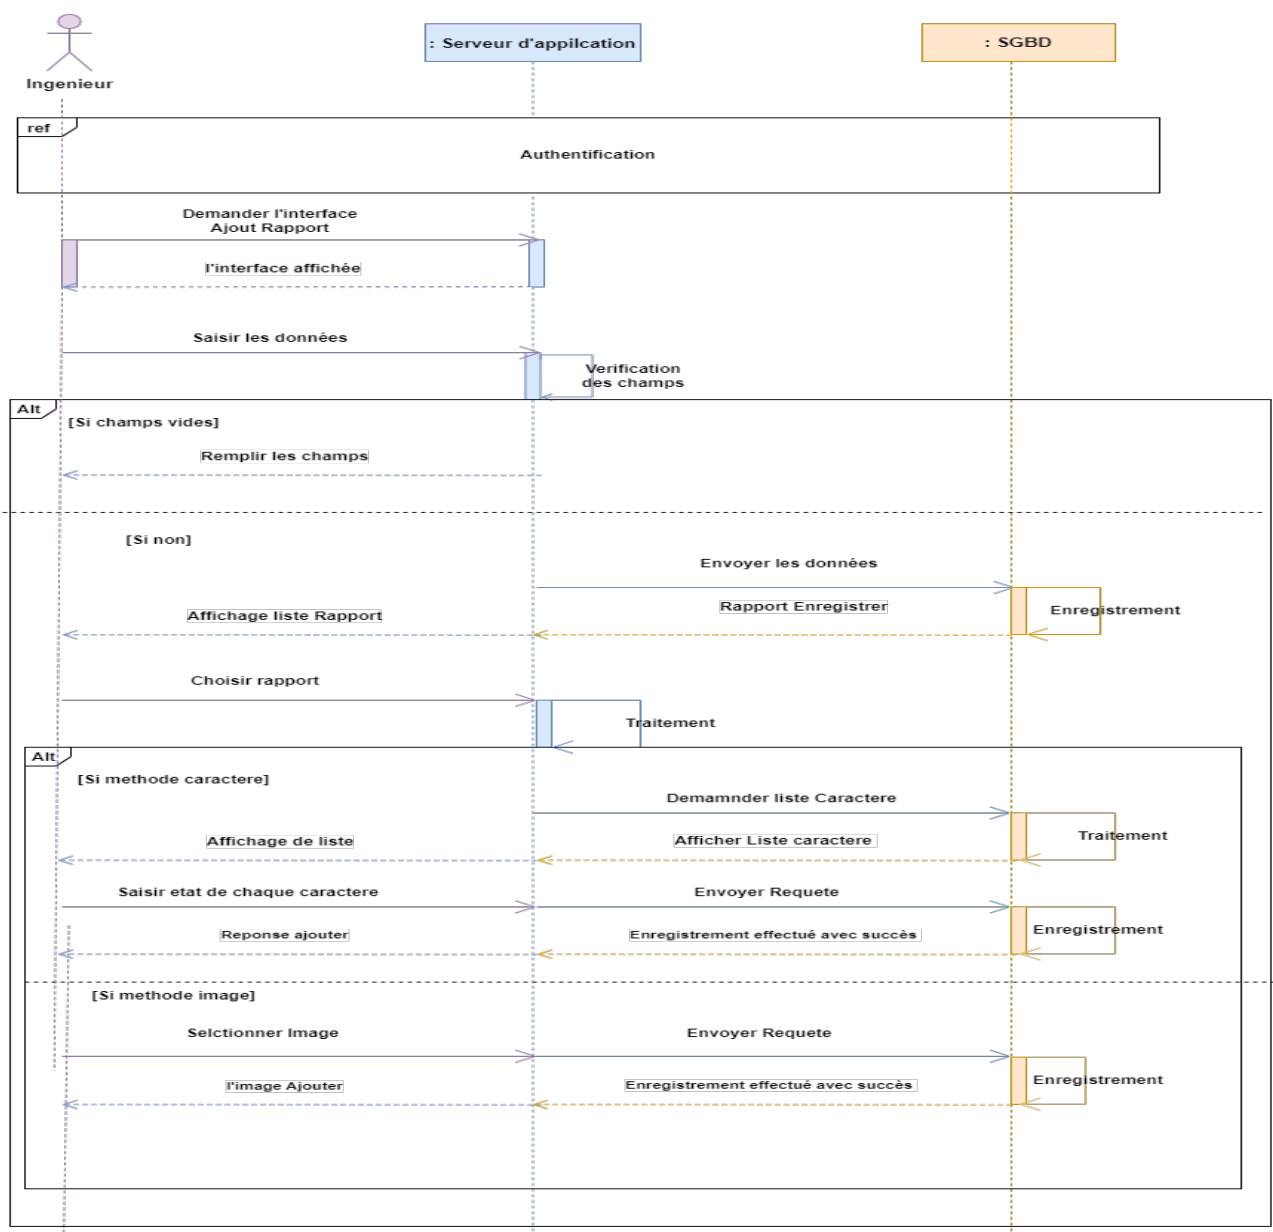 : Serveur d'appilcation
: SGBD
Ingenieur
ref
Authentification
Demander l'interface
Ajout Rapport
l'interface affichée
Saisir les données
Verification
des champs
Alt
[Si champs vides]
Remplir les champs
[Si non]
Envoyer les données
Rapport Enregistrer
Enregistrement
Affichage liste Rapport
Choisir rapport
Traitement
Alt
[Si methode caractere]
Demamnder liste Caractere
Traitement
Affichage de liste
Afficher Liste caractere
Saisir etat de chaque caractere
Envoyer Requete
Enregistrement
Reponse ajouter
Enregistrement effectué avec succès
[Si methode image]
Selctionner Image
Envoyer Requete
Enregistrement
l'image Ajouter
Enregistrement effectué avec succès